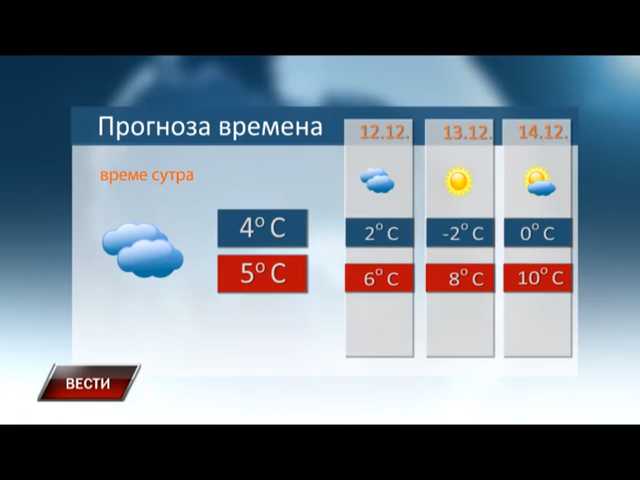 Прогноза времена
12.12.
13.12.
14.12.
време сутра
4° C
2° C
-2° C
0° C
5° C
6° C
8° C
10° C
ВЕСТИ